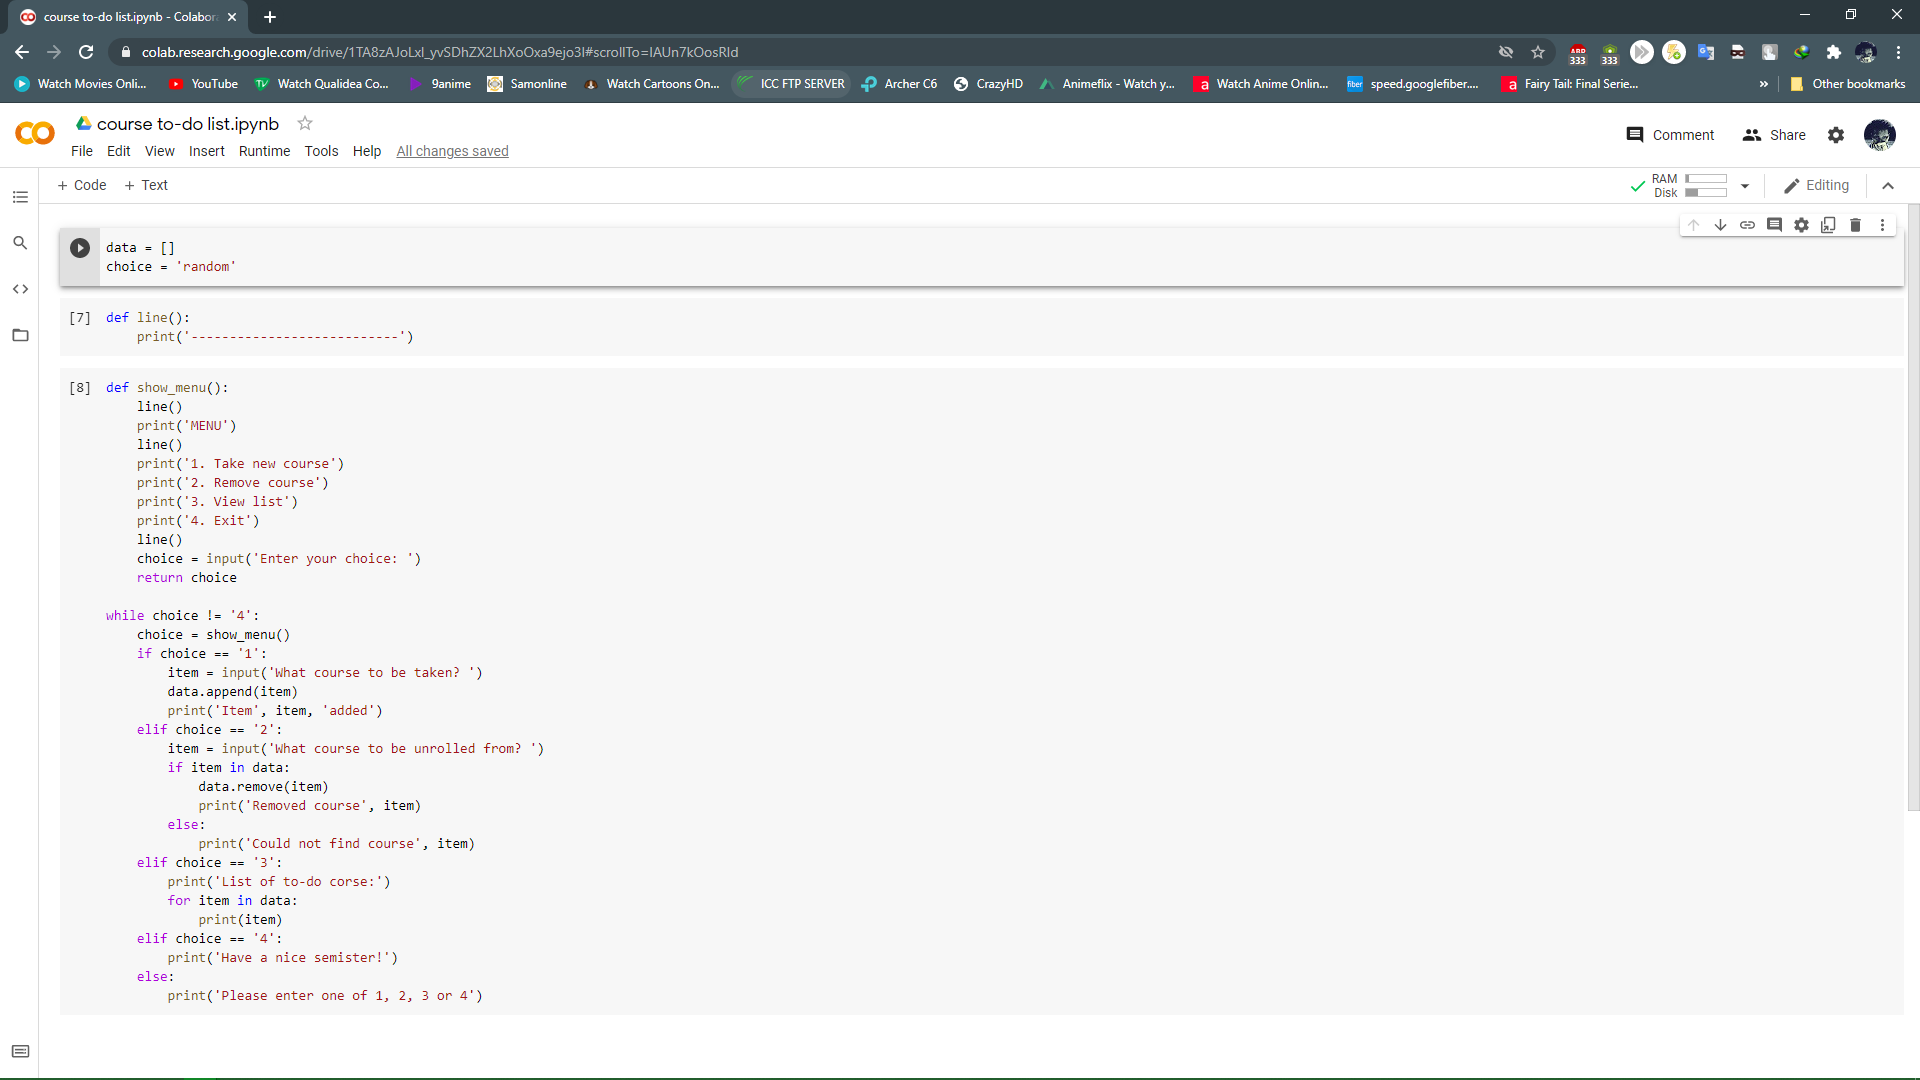 course to-do list.ipynb - Colabor
colab.research.google.com/drive/1TA8zAJoLxl_yvSDhZX2LhXoOxa9ejo3I#scrollTo=IAUn7kOosRld
ABD 333
333
Watch Movies Onli... YouTube Watch Qualidea Co... 9anime Samonline Watch Cartoons On... ICC FTP SERVER Archer C6 CrazyHD Animeflix - Watch y... Watch Anime Onlin... fiber speed.googlefiber.... Fairy Tail: Final Serie... » Other bookmarks
course to-do list.ipynb
Comment Share
File Edit View Insert Runtime Tools Help All changes saved
+ Code + Text
RAM
Disk
Editing
data = []
choice = 'random'
[7] def line():
print('---------------------------')
[8] def show_menu():
line()
print('MENU')
line()
print('1. Take new course')
print('2. Remove course')
print('3. View list')
print('4. Exit')
line()
choice = input('Enter your choice: ')
return choice
while choice != '4':
choice = show_menu()
if choice == '1':
item = input('What course to be taken? ')
data.append(item)
print('Item', item, 'added')
elif choice == '2':
item = input('What course to be unrolled from? ')
if item in data:
data.remove(item)
print('Removed course', item)
else:
print('Could not find course', item)
elif choice == '3':
print('List of to-do corse:')
for item in data:
print(item)
elif choice == '4':
print('Have a nice semister!')
else:
print('Please enter one of 1, 2, 3 or 4')